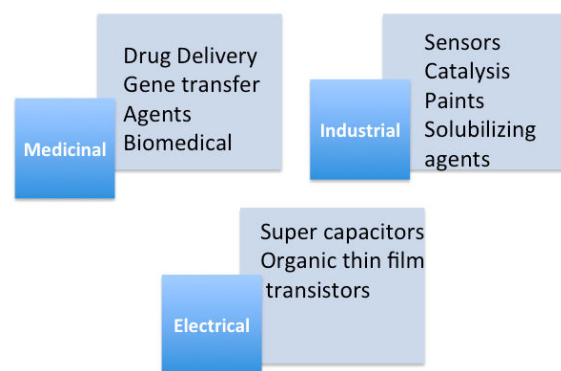 Drug Delivery
Gene transfer
Agents
Biomedical
Medicinal
Sensors
Catalysis
Paints
Solubilizing
agents
Industrial
Super capacitors
Organic thin film
transistors
Electrical